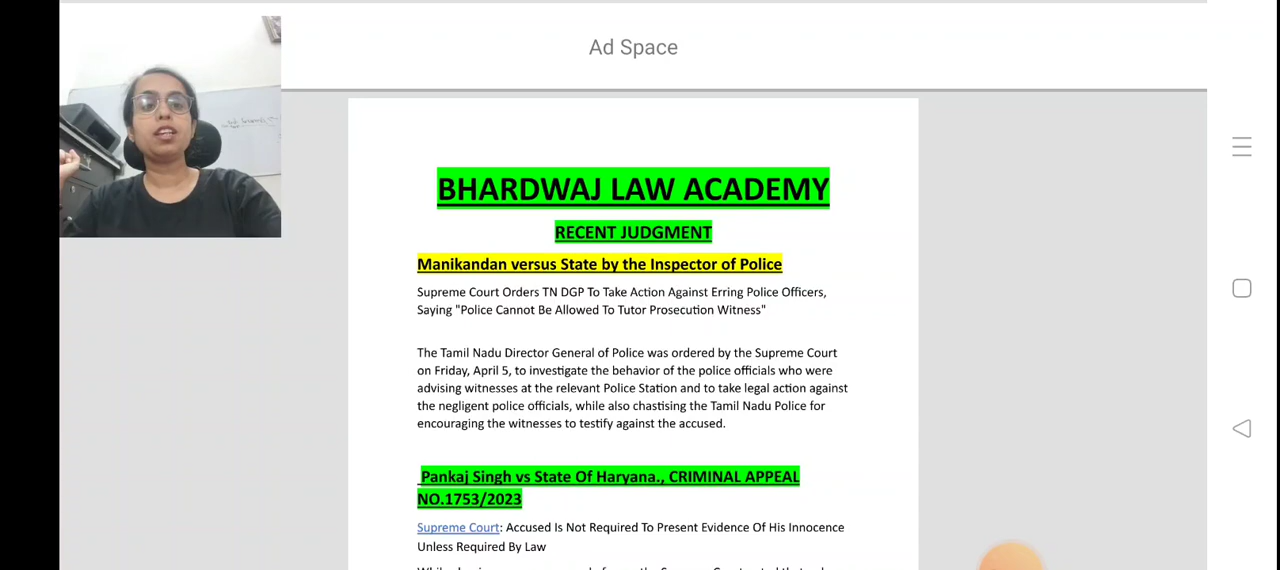 Ad Space
BHARDWAJ LAW ACADEMY
RECENT JUDGMENT
Manikandan versus State by the Inspector of Police
Supreme Court Orders TN DGP To Take Action Against Erring Police Officers,
Saying "Police Cannot Be Allowed To Tutor Prosecution Witness"
The Tamil Nadu Director General of Police was ordered by the Supreme Court
on Friday, April 5, to investigate the behavior of the police officials who were
advising witnesses at the relevant Police Station and to take legal action against
the negligent police officials, while also chastising the Tamil Nadu Police for
encouraging the witnesses to testify against the accused.
Pankaj Singh vs State Of Haryana., CRIMINAL APPEAL
NO.1753/2023
Supreme Court: Accused Is Not Required To Present Evidence Of His Innocence
Unless Required By Law